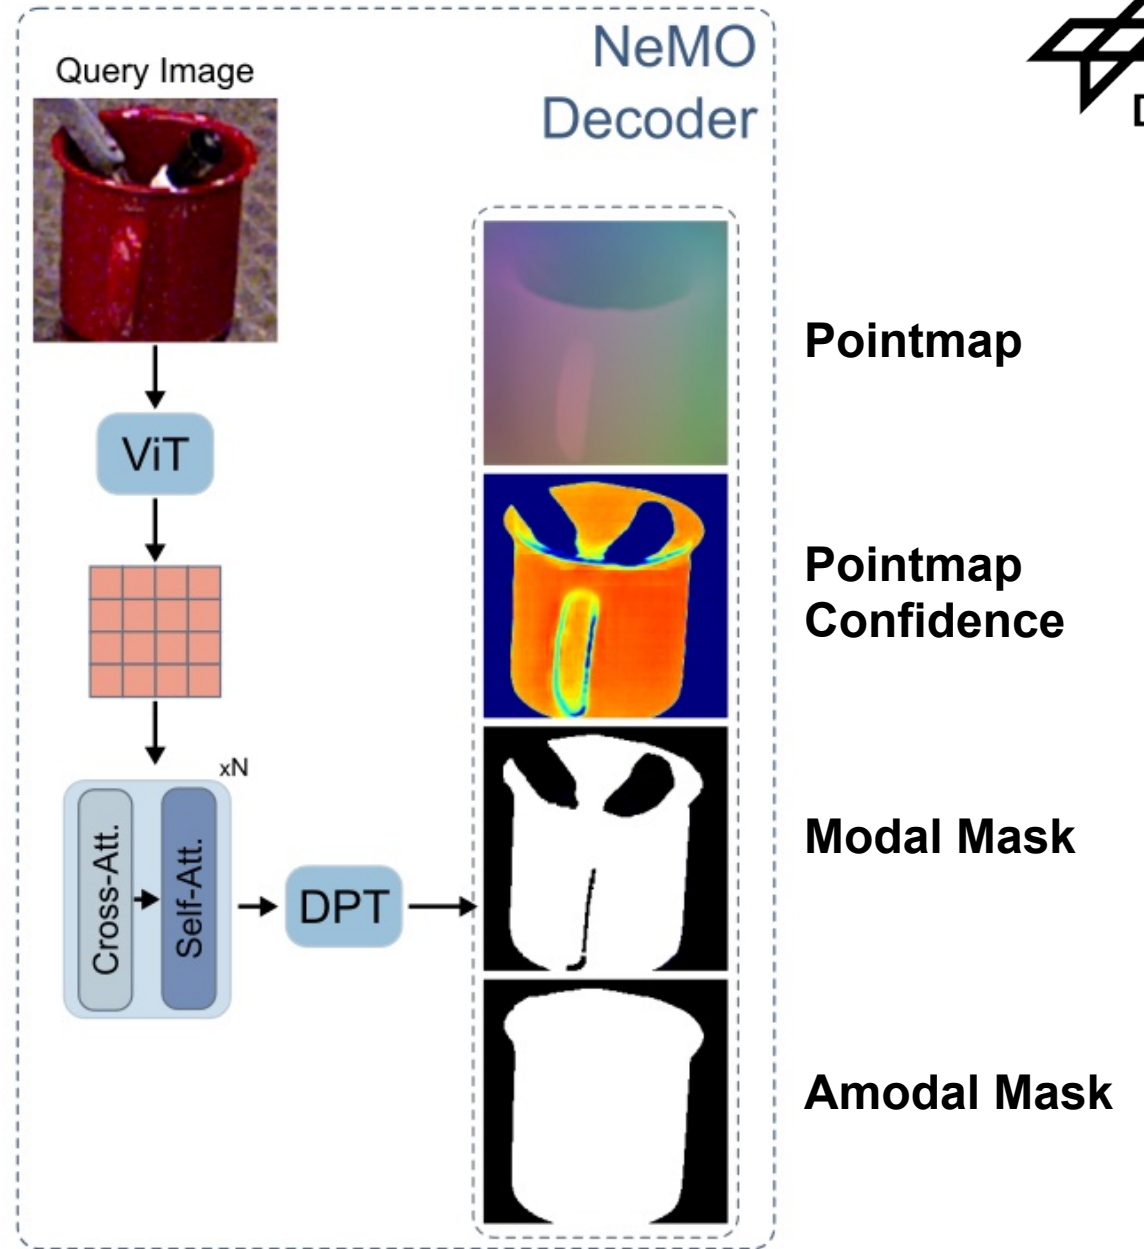 NeMO
Decoder
Query Image
ViT
xN
Cross-Att.
Self-Att.
DPT
Pointmap
Pointmap
Confidence
Modal Mask
Amodal Mask